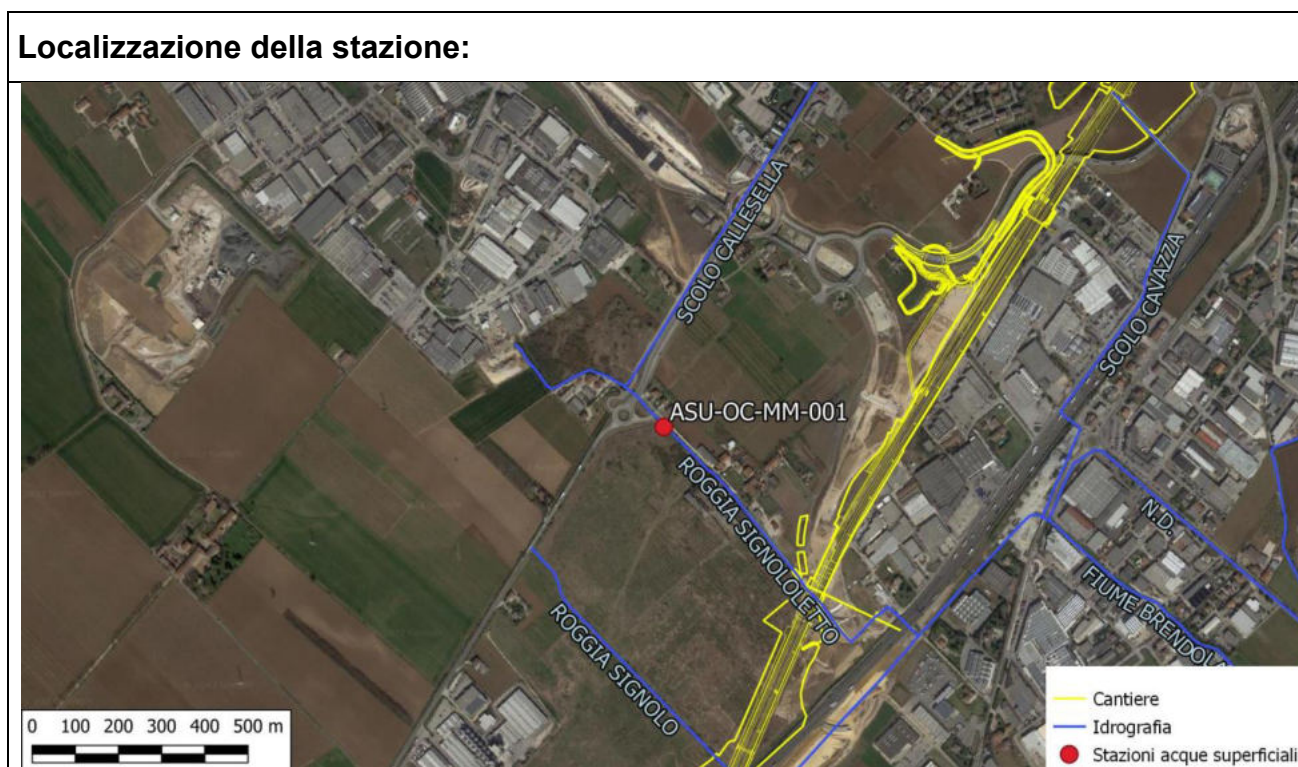 Localizzazione della stazione:
SCOLO CALLESELLA
SCOLO CAVAZZA
ASU-OC-MM-001
ROGGIA SIGNOLOLETTO
N.D.
FIUME BRENDOLA
ROGGIA SIGNOLO
0 100 200 300 400 500 m
Cantiere
Idrografia
Stazioni acque superficiali